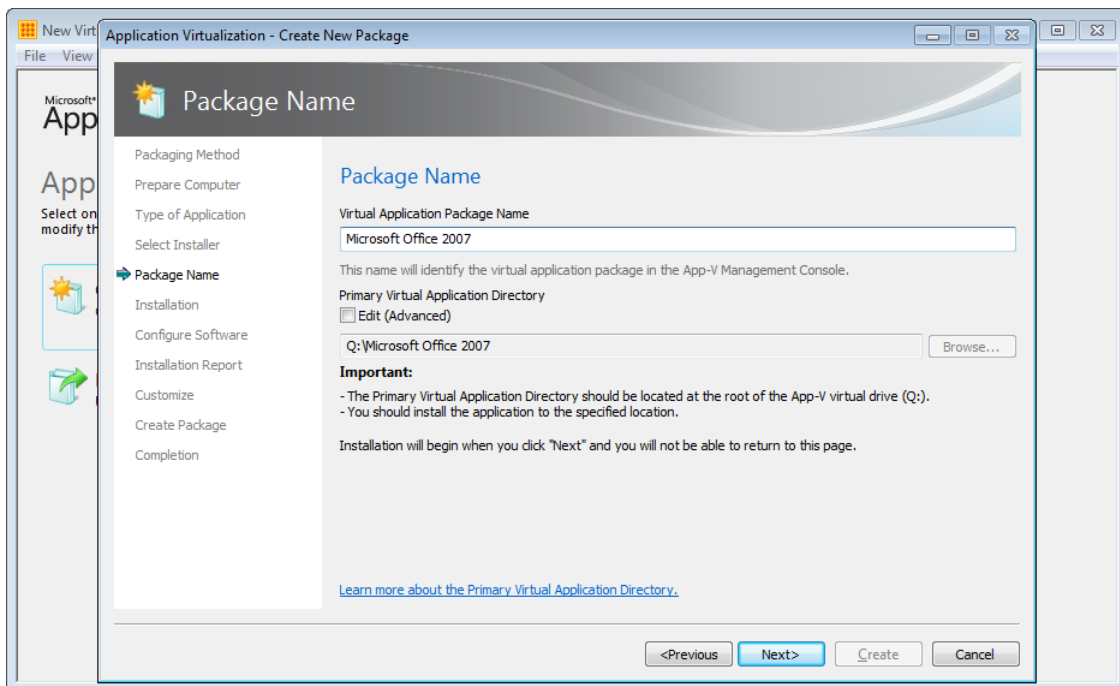 New Virt
Application Virtualization - Create New Package
File View
Microsoft
App
App
Select on
modify th
Package Name
Packaging Method
Prepare Computer
Type of Application
Select Installer
Package Name
Installation
Configure Software
Installation Report
Customize
Create Package
Completion
Package Name
Virtual Application Package Name
Microsoft Office 2007
This name will identify the virtual application package in the App-V Management Console.
Primary Virtual Application Directory
Edit (Advanced)
Q:\Microsoft Office 2007
Browse...
Important:
- The Primary Virtual Application Directory should be located at the root of the App-V virtual drive (Q:).
- You should install the application to the specified location.
Installation will begin when you click "Next" and you will not be able to return to this page.
Learn more about the Primary Virtual Application Directory.
<Previous
Next>
Create
Cancel